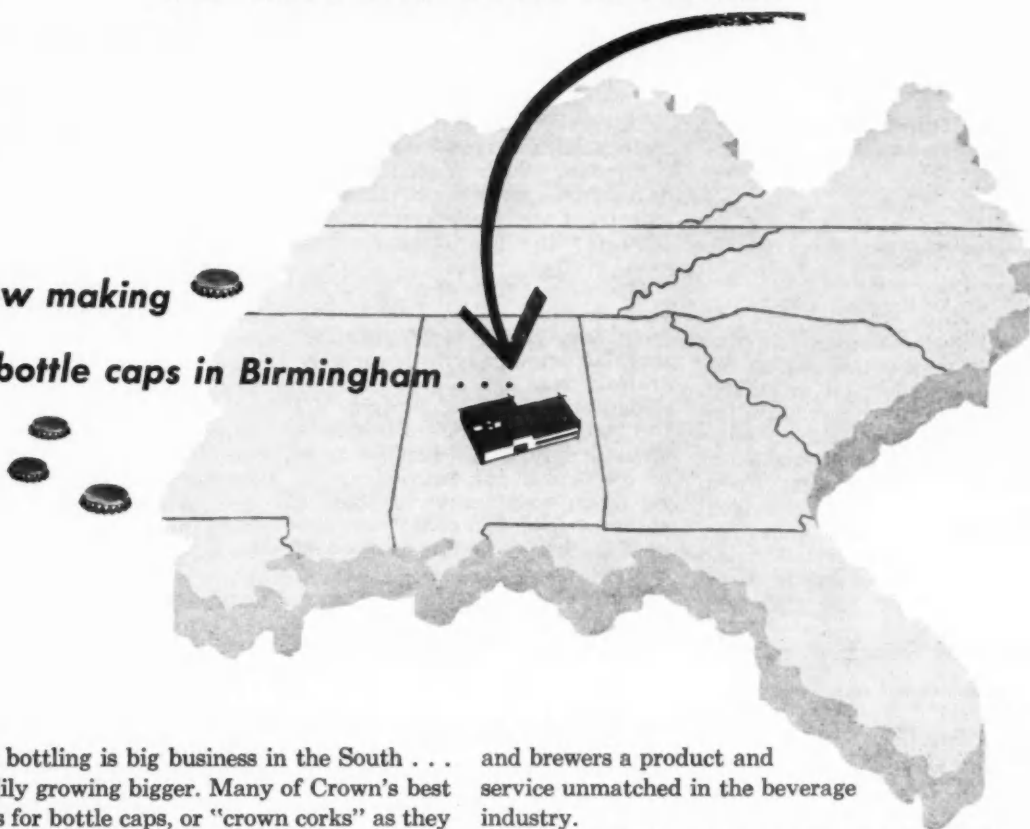 making
bottle caps in Birmingham . . .
bottling is big business in the South . . .
growing bigger. Many of Crown's best
for bottle caps, or "crown corks" as they
and brewers a product and
service unmatched in the beverage
industry.